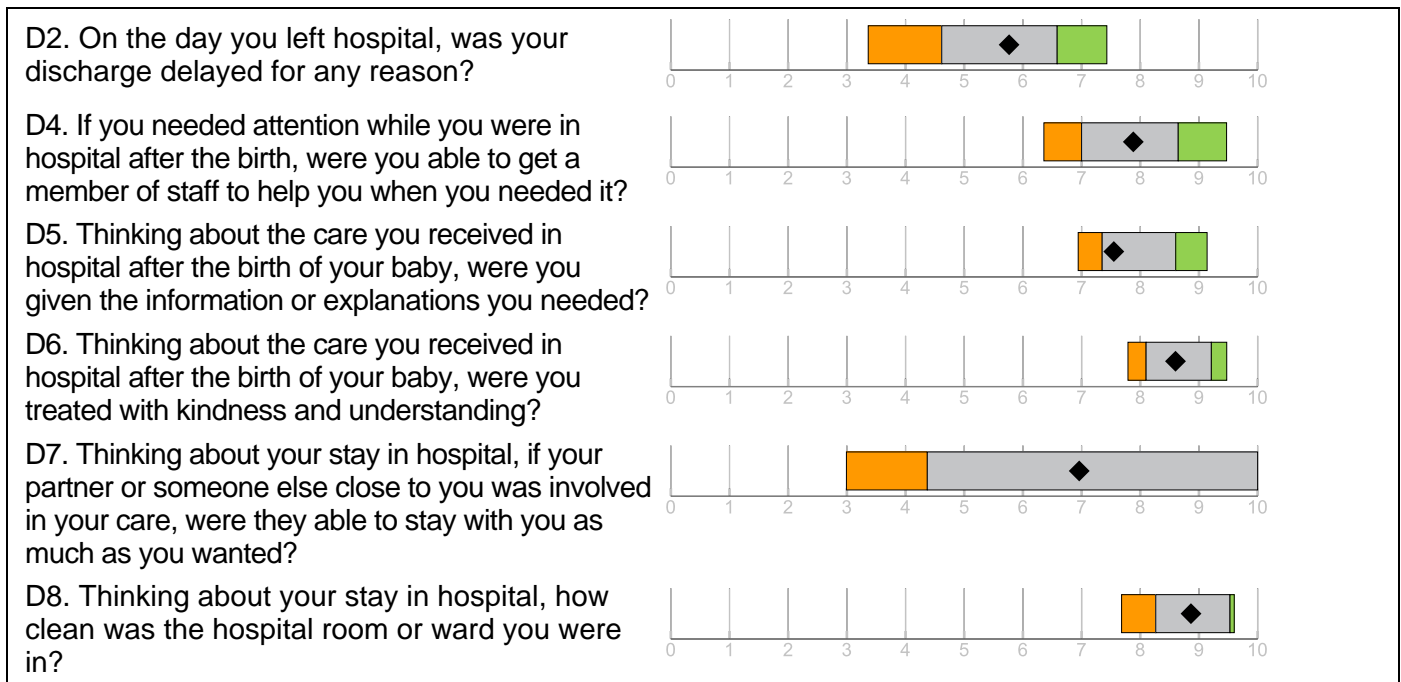 D2. On the day you left hospital, was your
discharge delayed for any reason?
0 1 2 3 4 5 6 7 8 9 10
D4. If you needed attention while you were in
hospital after the birth, were you able to get a
member of staff to help you when you needed it?
0 1 2 3 4 5 6 7 8 9 10
D5. Thinking about the care you received in
hospital after the birth of your baby, were you
given the information or explanations you needed?
0 1 2 3 4 5 6 7 8 9 10
D6. Thinking about the care you received in
hospital after the birth of your baby, were you
treated with kindness and understanding?
0 1 2 3 4 5 6 7 8 9 10
D7. Thinking about your stay in hospital, if your
partner or someone else close to you was involved
in your care, were they able to stay with you as
much as you wanted?
0 1 2 3 4 5 6 7 8 9 10
D8. Thinking about your stay in hospital, how
clean was the hospital room or ward you were
in?
0 1 2 3 4 5 6 7 8 9 10